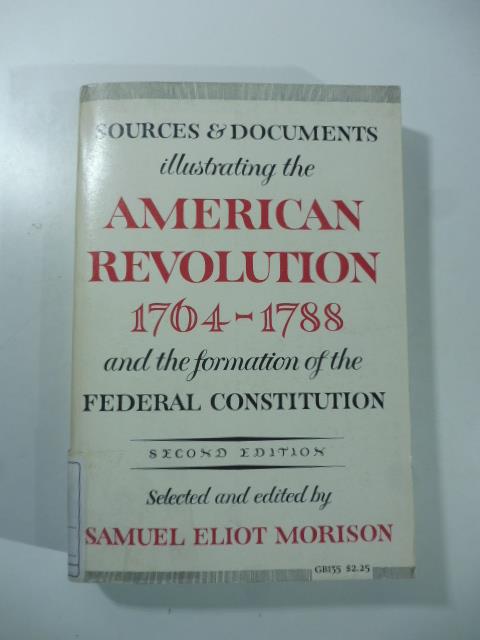 SOURCES & DOCUMENTS
illustrating the
AMERICAN
REVOLUTION
1764-1788
and the formation of the
FEDERAL CONSTITUTION
SECOND EDITION
Selected and edited by
SAMUEL ELIOT MORISON
GB135 $2.25